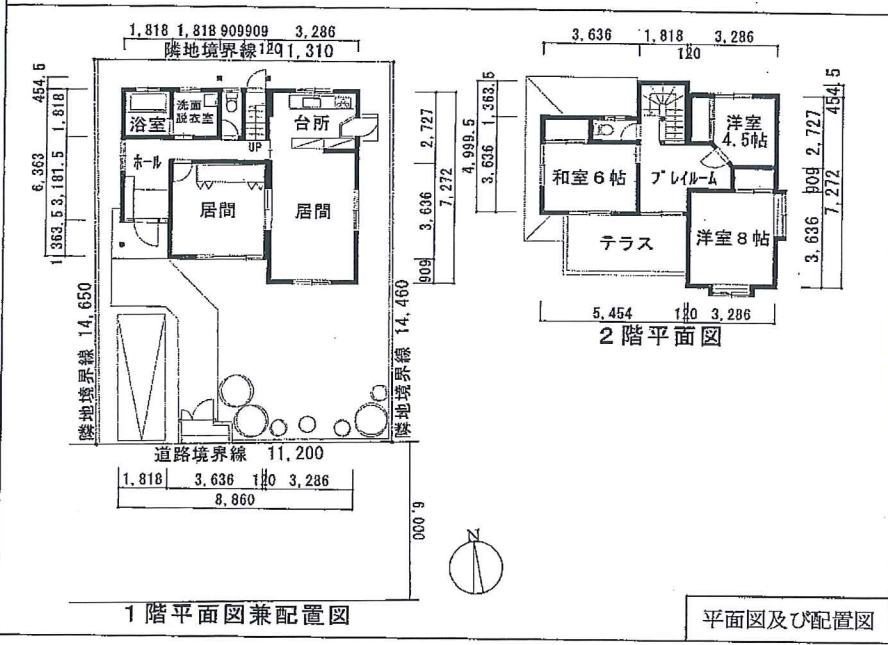 1,818 1,818 909 909 3,286
隣地境界線 120 11,310
454.5
1,818
6,363
3,181.5
1,363.5
浴室
洗面
脱衣室
台所
UP
ホール
居間
居間
2,727
7,272
3,636
909
隣地境界線 14,650
隣地境界線 14,460
道路境界線 11,200
1,818 3,636 120 3,286
8,860
6,000
1階平面図兼配置図
N
3,636 1,818 3,286
120
1,363.5
4,999.5
3,636
洋室
4.5帖
和室6帖
プレイルーム
洋室8帖
テラス
454.5
2,727
909
7,272
3,636
5,454 120 3,286
2階平面図
平面図及び配置図